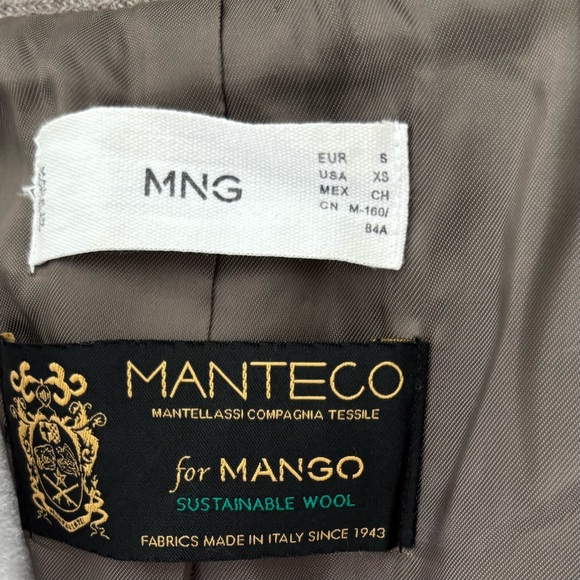 MNG
EUR S
USA XS
MEX CH
CN M-160/
84A
MANTECO
MANTELLASSI COMPAGNIA TESSILE
for MANGO
SUSTAINABLE WOOL
FABRICS MADE IN ITALY SINCE 1943